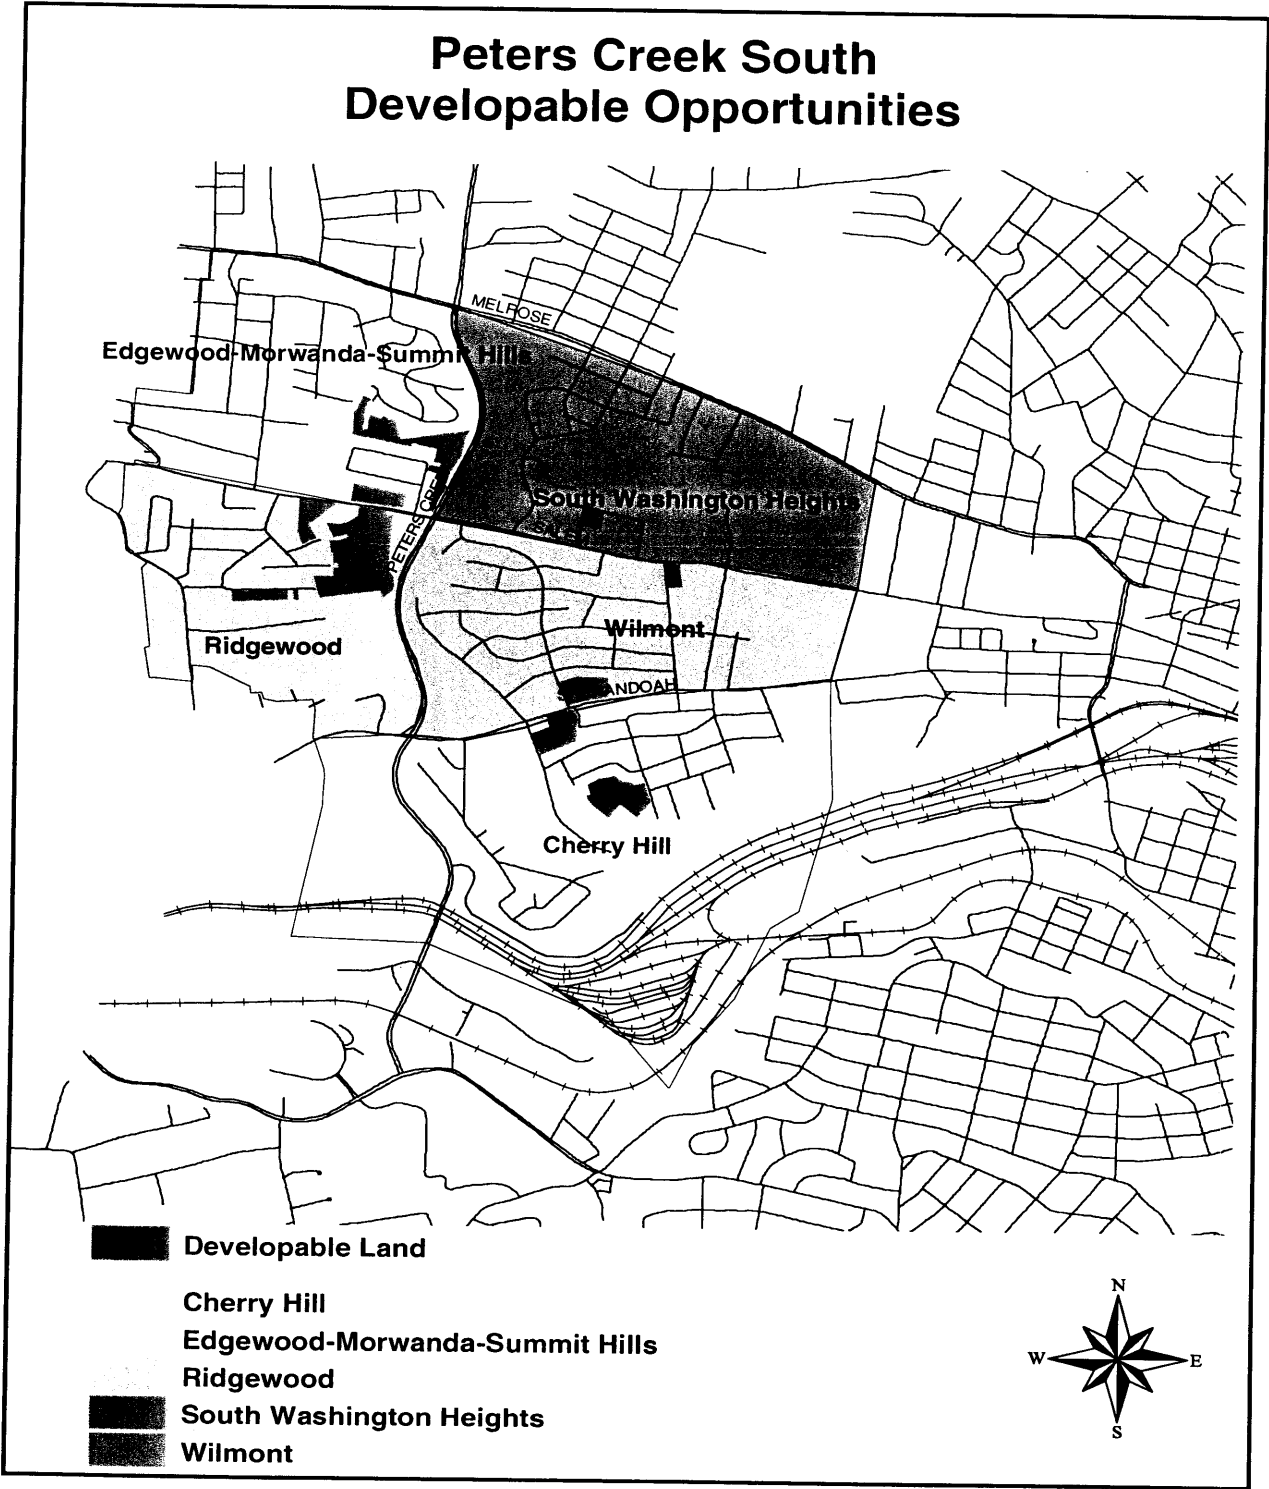 Peters Creek South
Developable Opportunities
MELROSE
Edgewood-Morwanda-Summit Hills
South Washington Heights
Wilmont
Ridgewood
Cherry Hill
Developable Land
Cherry Hill
Edgewood-Morwanda-Summit Hills
Ridgewood
South Washington Heights
Wilmont
N
W
E
S